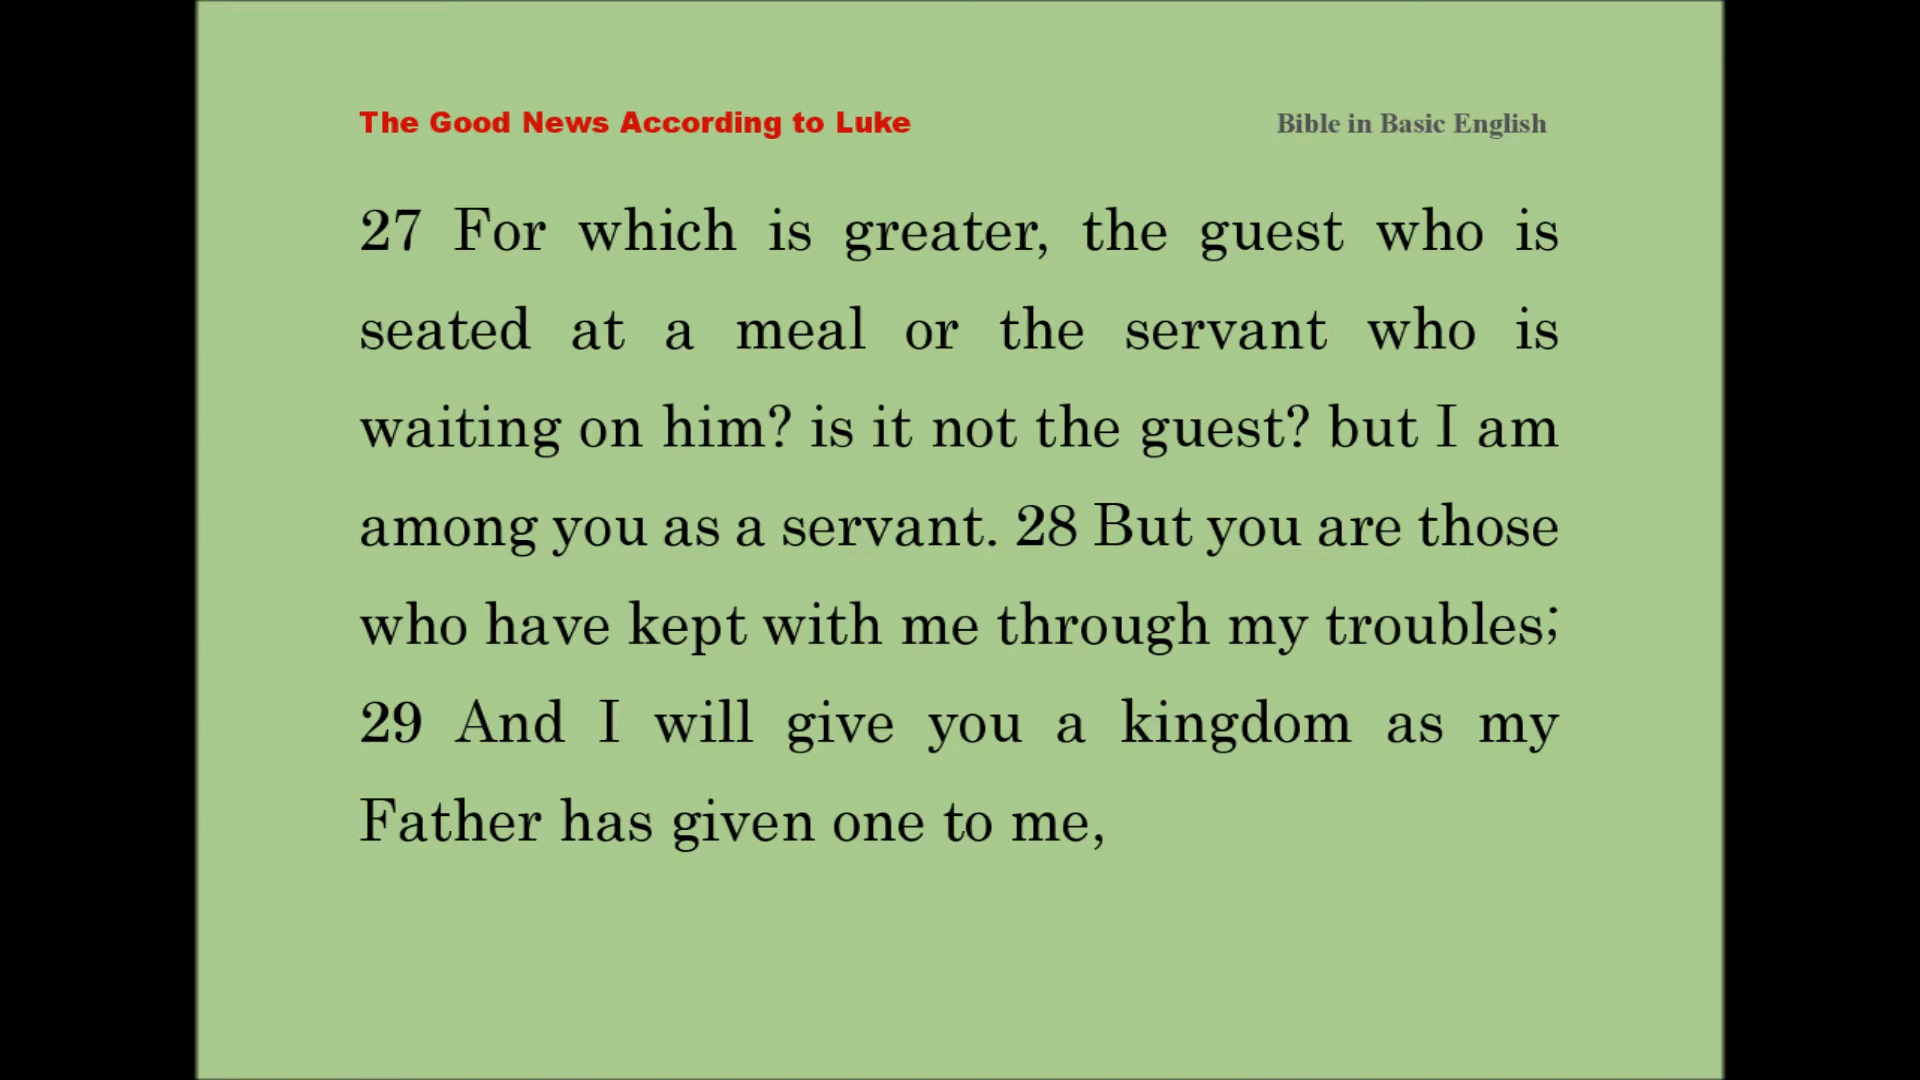 The Good News According to Luke
Bible in Basic English
27 For which is greater, the guest who is
seated at a meal or the servant who is
waiting on him? is it not the guest? but I am
among you as a servant. 28 But you are those
who have kept with me through my troubles;
29 And I will give you a kingdom as my
Father has given one to me,